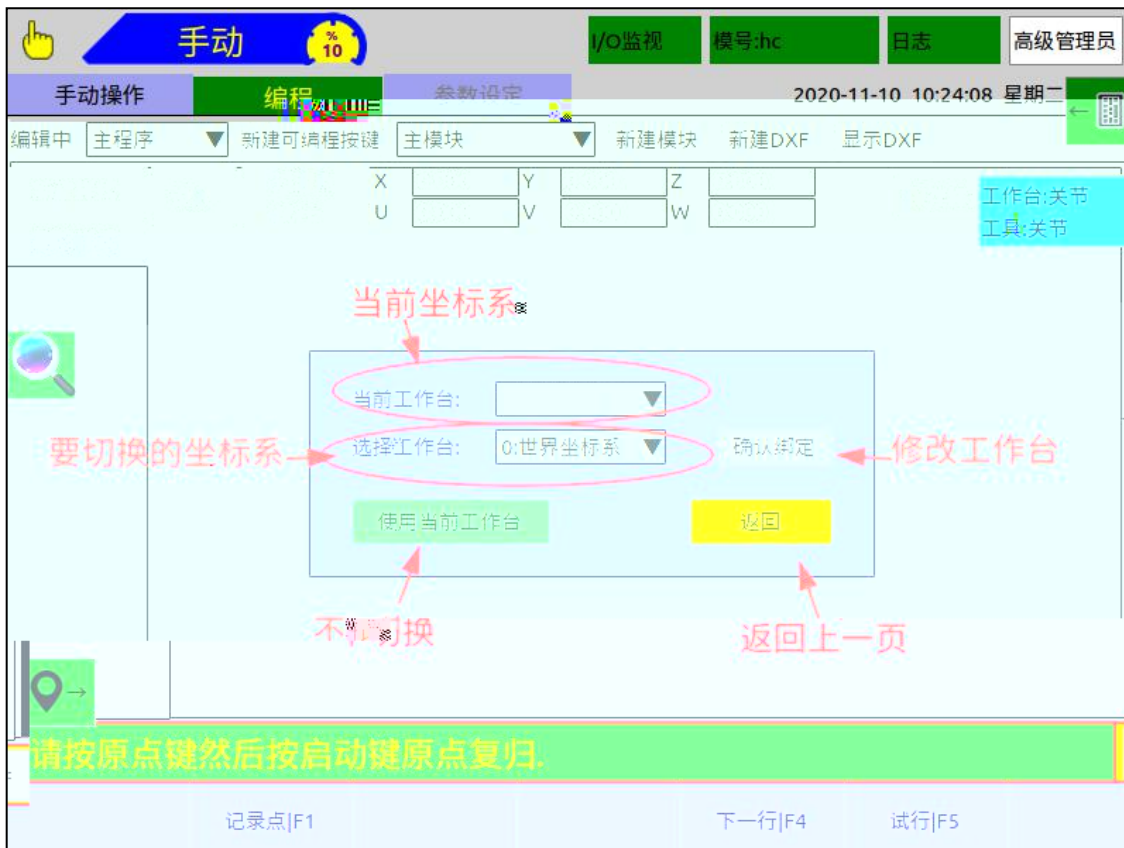 手动 % 10 I/O监视 模号:hc 日志 高级管理员
手动操作 编程 参数设定 2020-11-10 10:24:08 星期二
编辑中 主程序 新建可编程按键 主模块 新建模块 新建DXF 显示DXF
X Y Z
U V W
工作台:关节
工具:关节
当前坐标系
当前工作台:
要切换的坐标系 选择工作台: 0:世界坐标系 确认绑定 修改工作台
使用当前工作台 返回
切换 返回上一页
请按原点键然后按启动键原点复归.
记录点|F1 下一行|F4 试行|F5